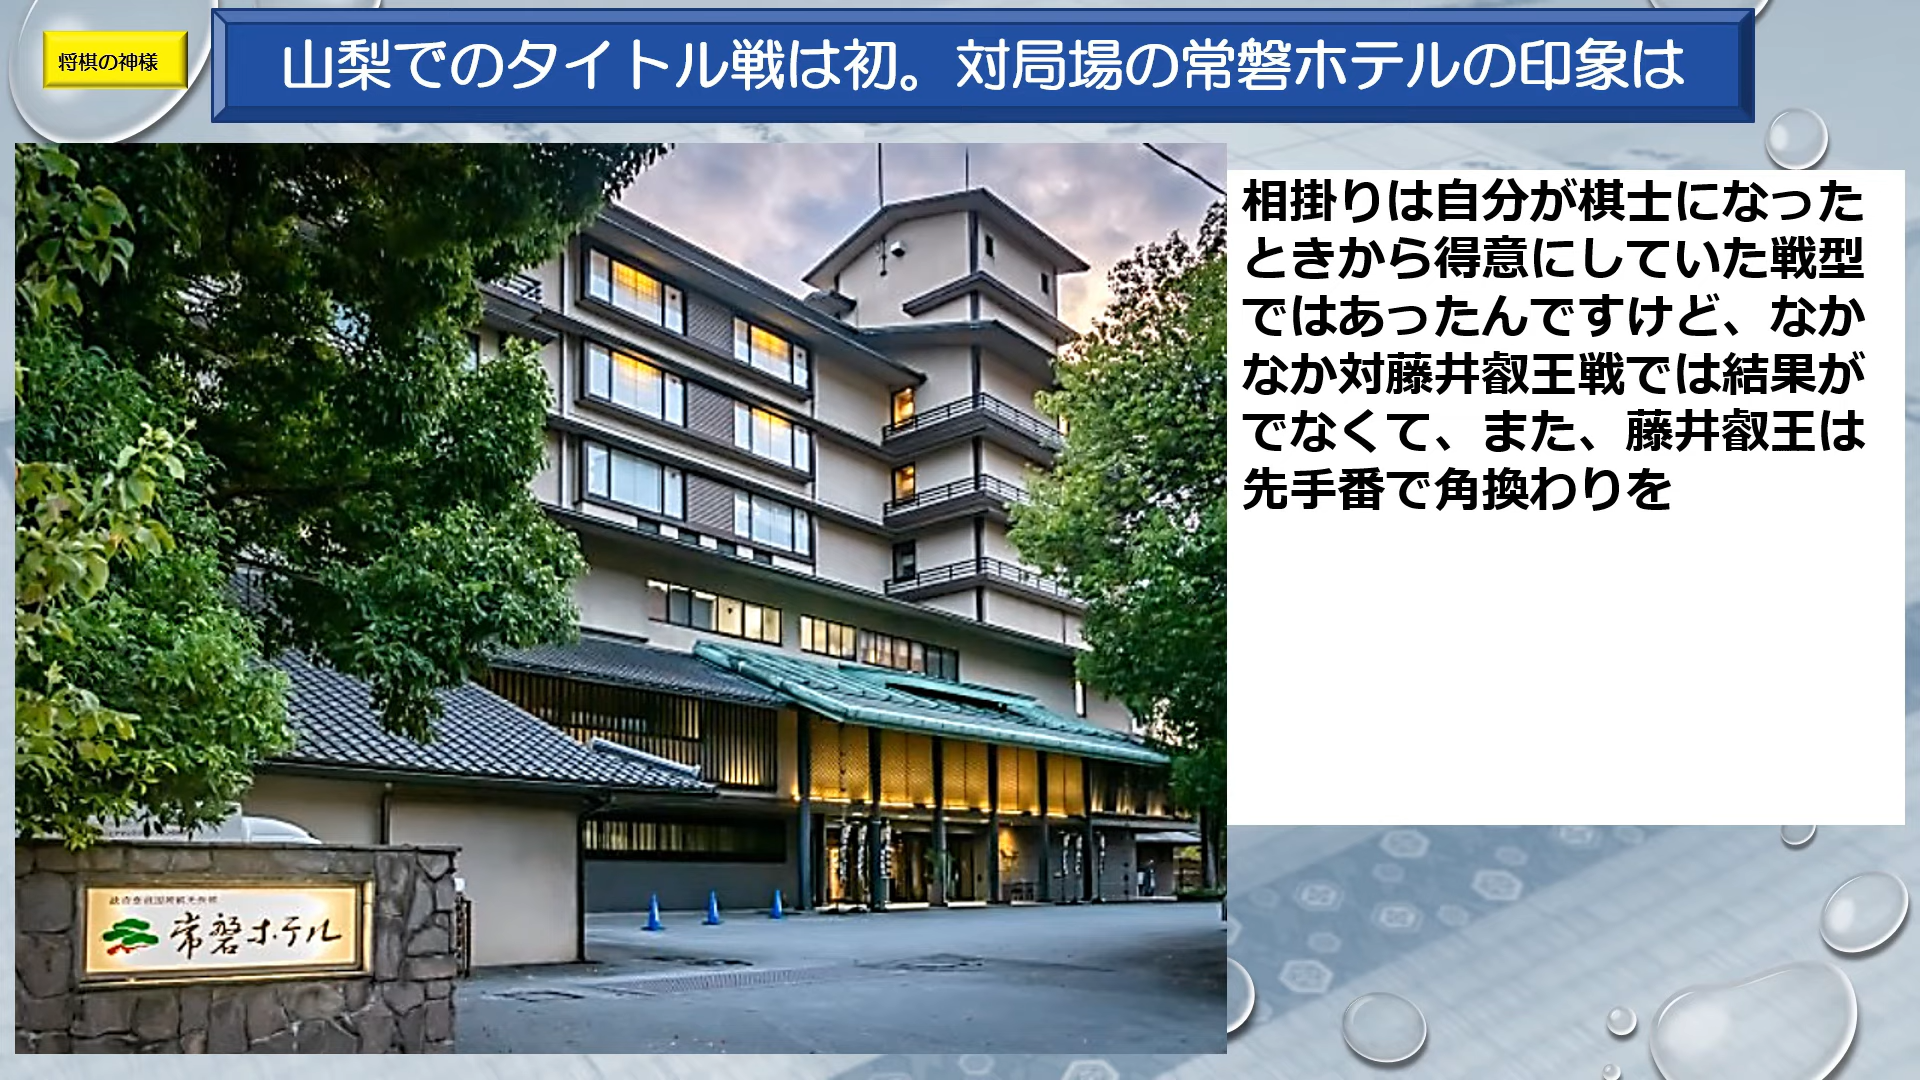 将棋の神様
山梨でのタイトル戦は初。対局場の常磐ホテルの印象は
相掛りは自分が棋士になった
ときから得意にしていた戦型
ではあったんですけど、なか
なか対藤井叡王戦では結果が
でなくて、また、藤井叡王は
先手番で角換わりを
常磐ホテル